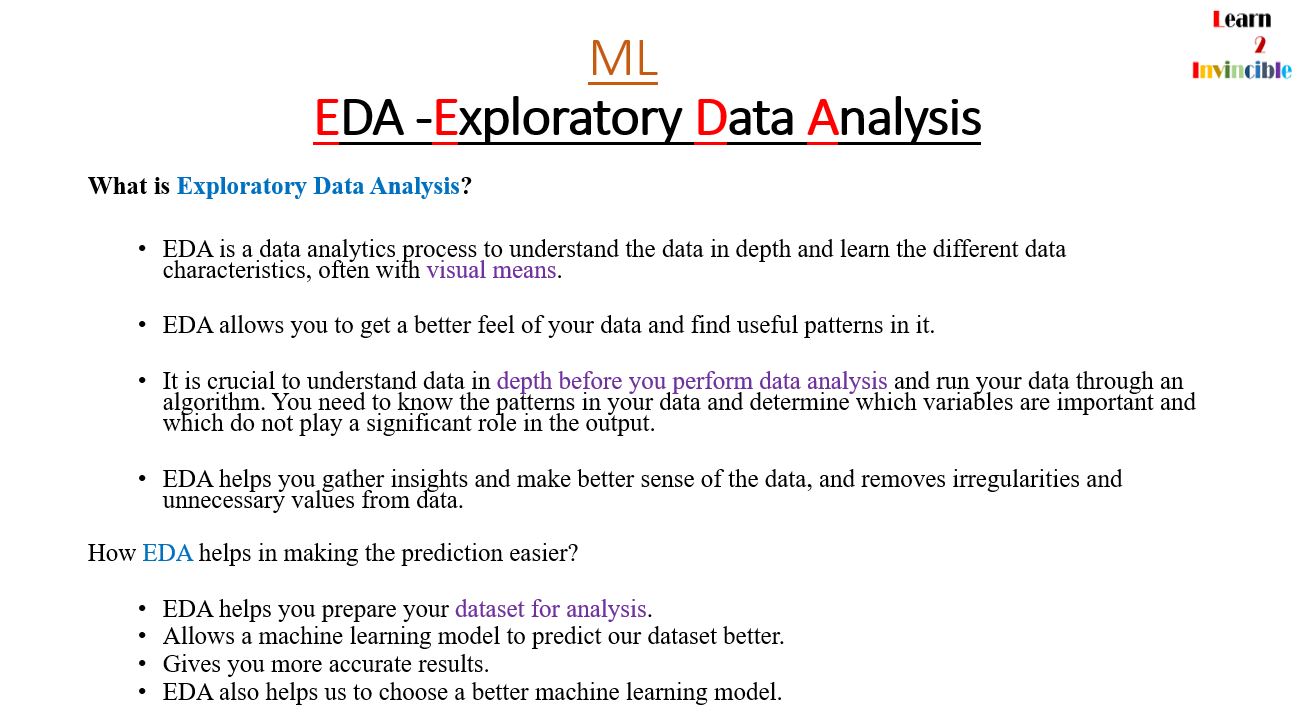 Learn
2
Invincible
ML
EDA -Exploratory Data Analysis
What is Exploratory Data Analysis?
• EDA is a data analytics process to understand the data in depth and learn the different data
characteristics, often with visual means.
• EDA allows you to get a better feel of your data and find useful patterns in it.
• It is crucial to understand data in depth before you perform data analysis and run your data through an
algorithm. You need to know the patterns in your data and determine which variables are important and
which do not play a significant role in the output.
• EDA helps you gather insights and make better sense of the data, and removes irregularities and
unnecessary values from data.
How EDA helps in making the prediction easier?
• EDA helps you prepare your dataset for analysis.
• Allows a machine learning model to predict our dataset better.
• Gives you more accurate results.
• EDA also helps us to choose a better machine learning model.